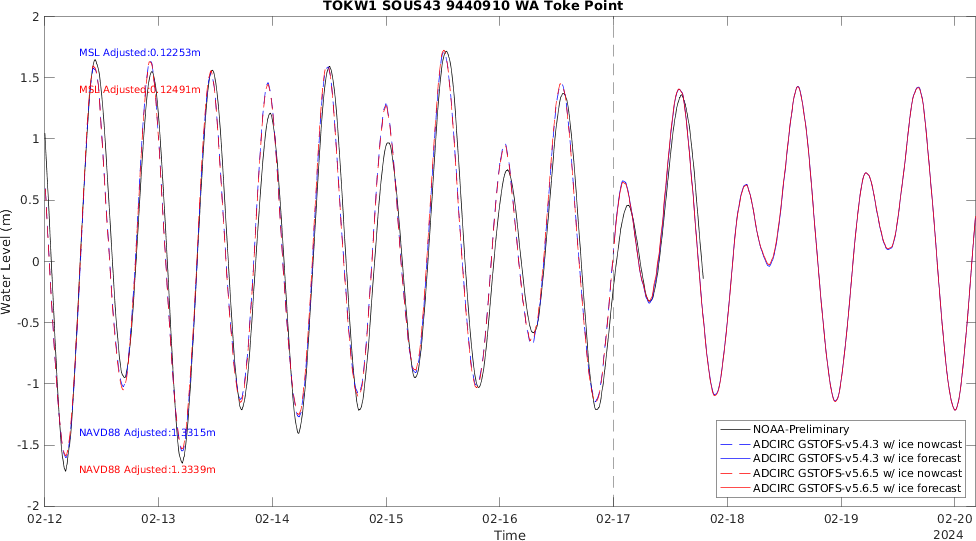 TOKW1 SOUS43 9440910 WA Toke Point
2
1.5
1
0.5
0
-0.5
-1
-1.5
-2
Water Level (m)
MSL Adjusted:0.12253m
MSL Adjusted:0.12491m
NAVD88 Adjusted:1.3315m
NAVD88 Adjusted:1.3339m
NOAA-Preliminary
ADCIRC GSTOFS-v5.4.3 w/ ice nowcast
ADCIRC GSTOFS-v5.4.3 w/ ice forecast
ADCIRC GSTOFS-v5.6.5 w/ ice nowcast
ADCIRC GSTOFS-v5.6.5 w/ ice forecast
02-12 02-13 02-14 02-15 02-16 02-17 02-18 02-19 02-20
Time 2024